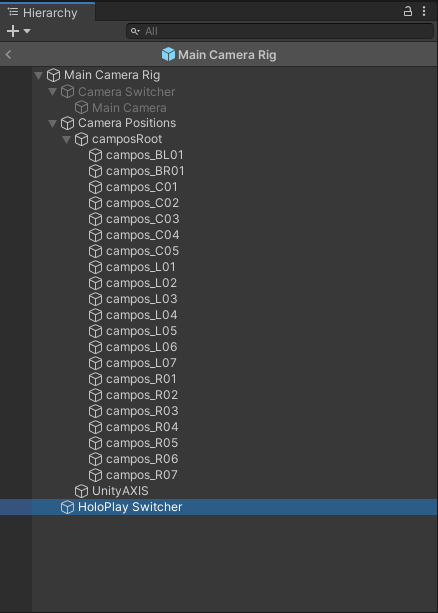 Hierarchy
All
Main Camera Rig
Main Camera Rig
Camera Switcher
Main Camera
Camera Positions
camposRoot
campos_BL01
campos_BR01
campos_C01
campos_C02
campos_C03
campos_C04
campos_C05
campos_L01
campos_L02
campos_L03
campos_L04
campos_L05
campos_L06
campos_L07
campos_R01
campos_R02
campos_R03
campos_R04
campos_R05
campos_R06
campos_R07
UnityAXIS
HoloPlay Switcher